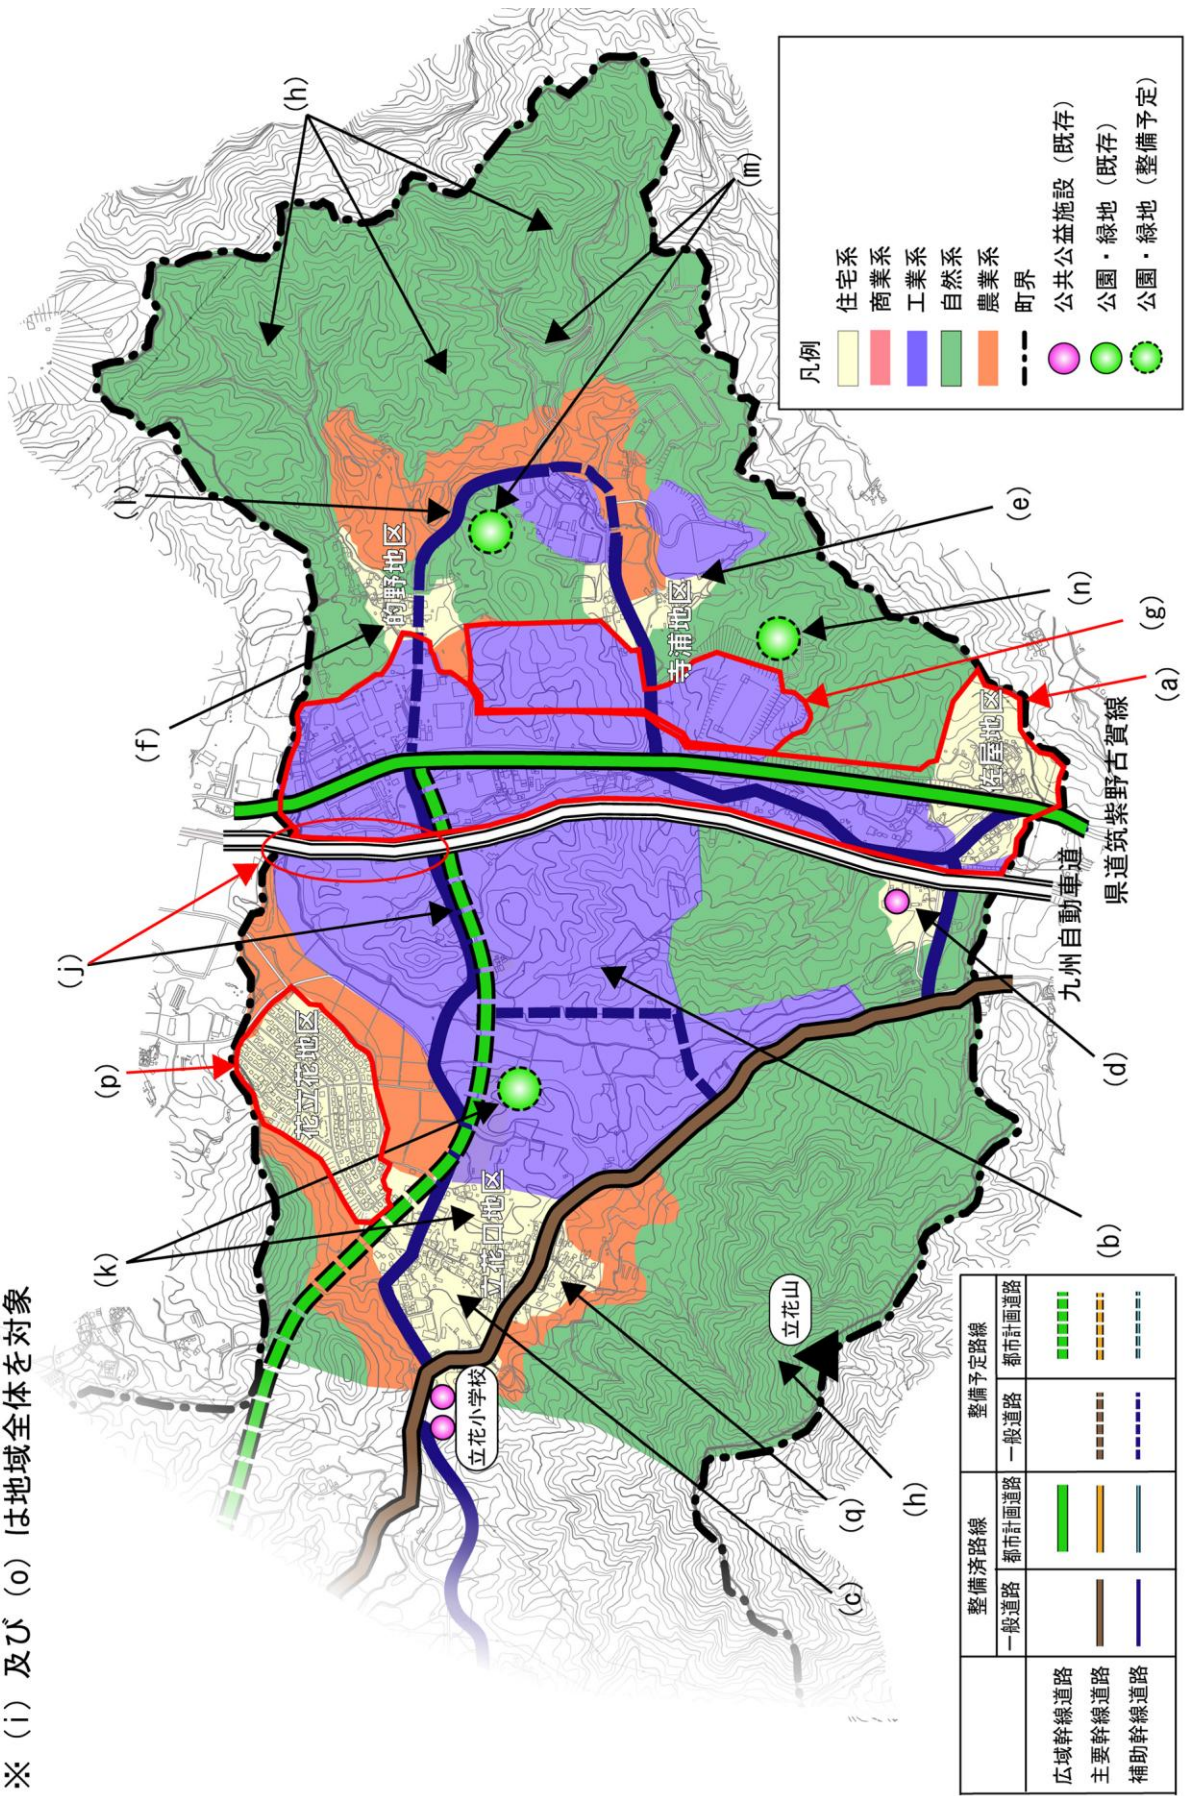 ※（i）及び（o）は地域全体を対象
(h)
(m)
(l)
(f)
(j)
(p)
(k)
(e)
(n)
(g)
(a)
(d)
(b)
(h)
(q)
(c)
的野地区
寺浦地区
佐屋地区
花立花地区
立花口地区
立花小学校
立花山
九州自動車道
県道筑紫野古賀線
凡例
住宅系
商業系
工業系
自然系
農業系
町界
公共公益施設（既存）
公園・緑地（既存）
公園・緑地（整備予定）
整備済路線
整備予定路線
一般道路
都市計画道路
一般道路
都市計画道路
広域幹線道路
主要幹線道路
補助幹線道路